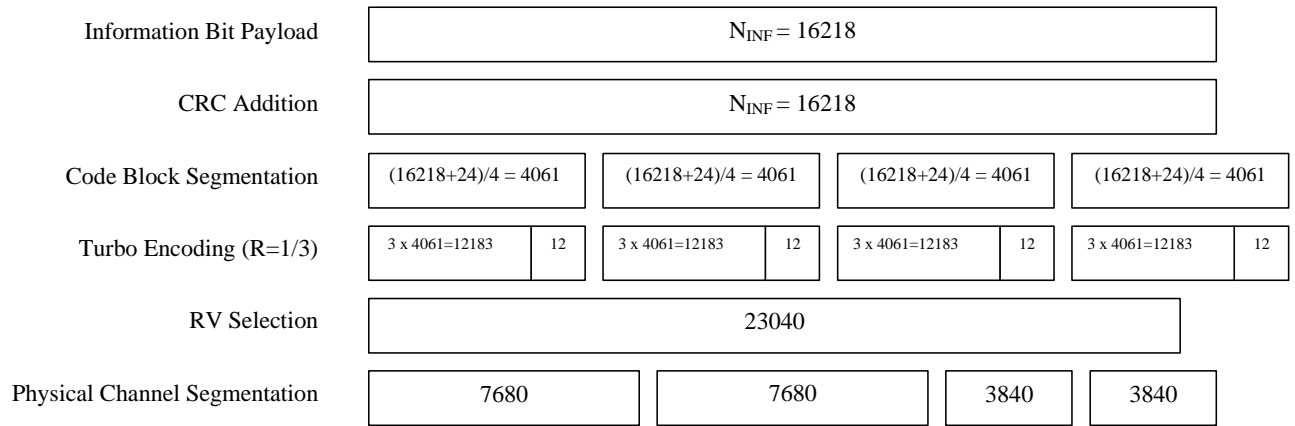 Information Bit Payload
N_INF = 16218
CRC Addition
N_INF = 16218
Code Block Segmentation
(16218+24)/4 = 4061 (16218+24)/4 = 4061 (16218+24)/4 = 4061 (16218+24)/4 = 4061
Turbo Encoding (R=1/3)
3 x 4061=12183 12 3 x 4061=12183 12 3 x 4061=12183 12 3 x 4061=12183 12
RV Selection
23040
Physical Channel Segmentation
7680 7680 3840 3840